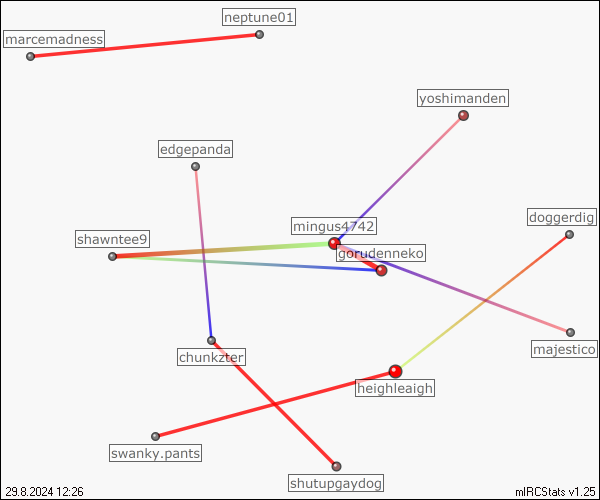 neptune01
marcemadness
yoshimanden
edgepanda
doggerdig
mingus4742
shawntee9
gorudenneko
majestico
chunkzter
heighleaigh
swanky.pants
shutupgaydog
29.8.2024 12:26
mIRCStats v1.25